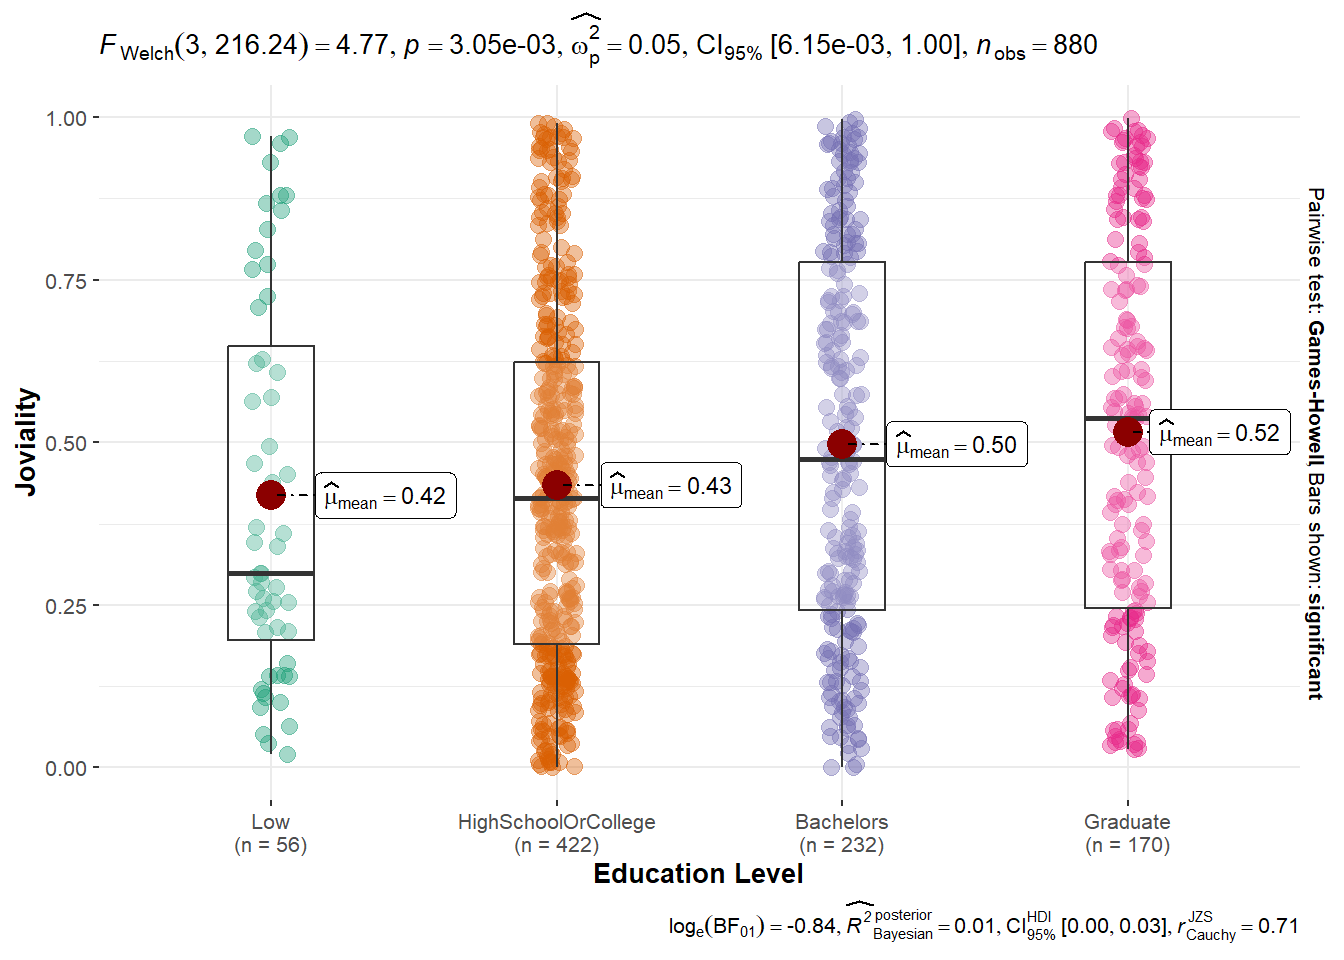 F Welch(3, 216.24) = 4.77, p = 3.05e-03, ω̂²p = 0.05, CI95% [6.15e-03, 1.00], n obs = 880
1.00
0.75
0.50
0.25
0.00
Joviality
μ̂mean = 0.42
μ̂mean = 0.43
μ̂mean = 0.50
μ̂mean = 0.52
Pairwise test: Games-Howell, Bars shown: significant
Low
(n = 56)
HighSchoolOrCollege
(n = 422)
Bachelors
(n = 232)
Graduate
(n = 170)
Education Level
loge(BF01) = -0.84, R̂² posterior Bayesian = 0.01, CI HDI 95% [0.00, 0.03], r JZS Cauchy = 0.71